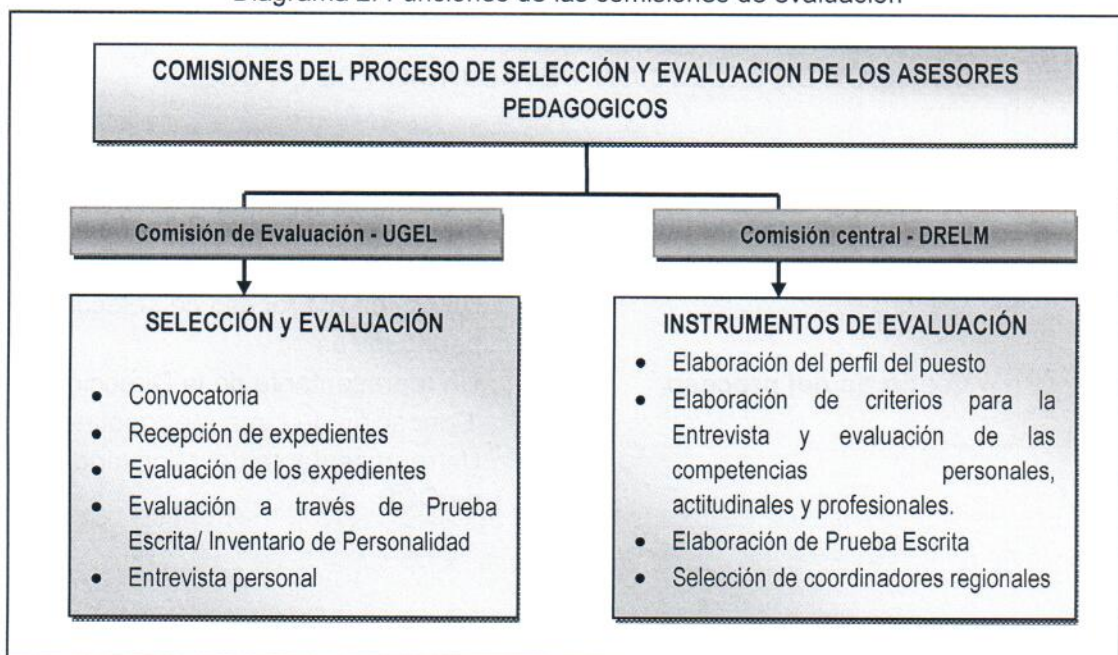 Diagrama 2. Funciones de las comisiones de evaluación
COMISIONES DEL PROCESO DE SELECCIÓN Y EVALUACION DE LOS ASESORES
PEDAGOGICOS
Comisión de Evaluación - UGEL
SELECCIÓN y EVALUACIÓN
• Convocatoria
• Recepción de expedientes
• Evaluación de los expedientes
• Evaluación a través de Prueba
Escrita/ Inventario de Personalidad
• Entrevista personal
Comisión central - DRELM
INSTRUMENTOS DE EVALUACIÓN
• Elaboración del perfil del puesto
• Elaboración de criterios para la
Entrevista y evaluación de las
competencias personales,
actitudinales y profesionales.
• Elaboración de Prueba Escrita
• Selección de coordinadores regionales